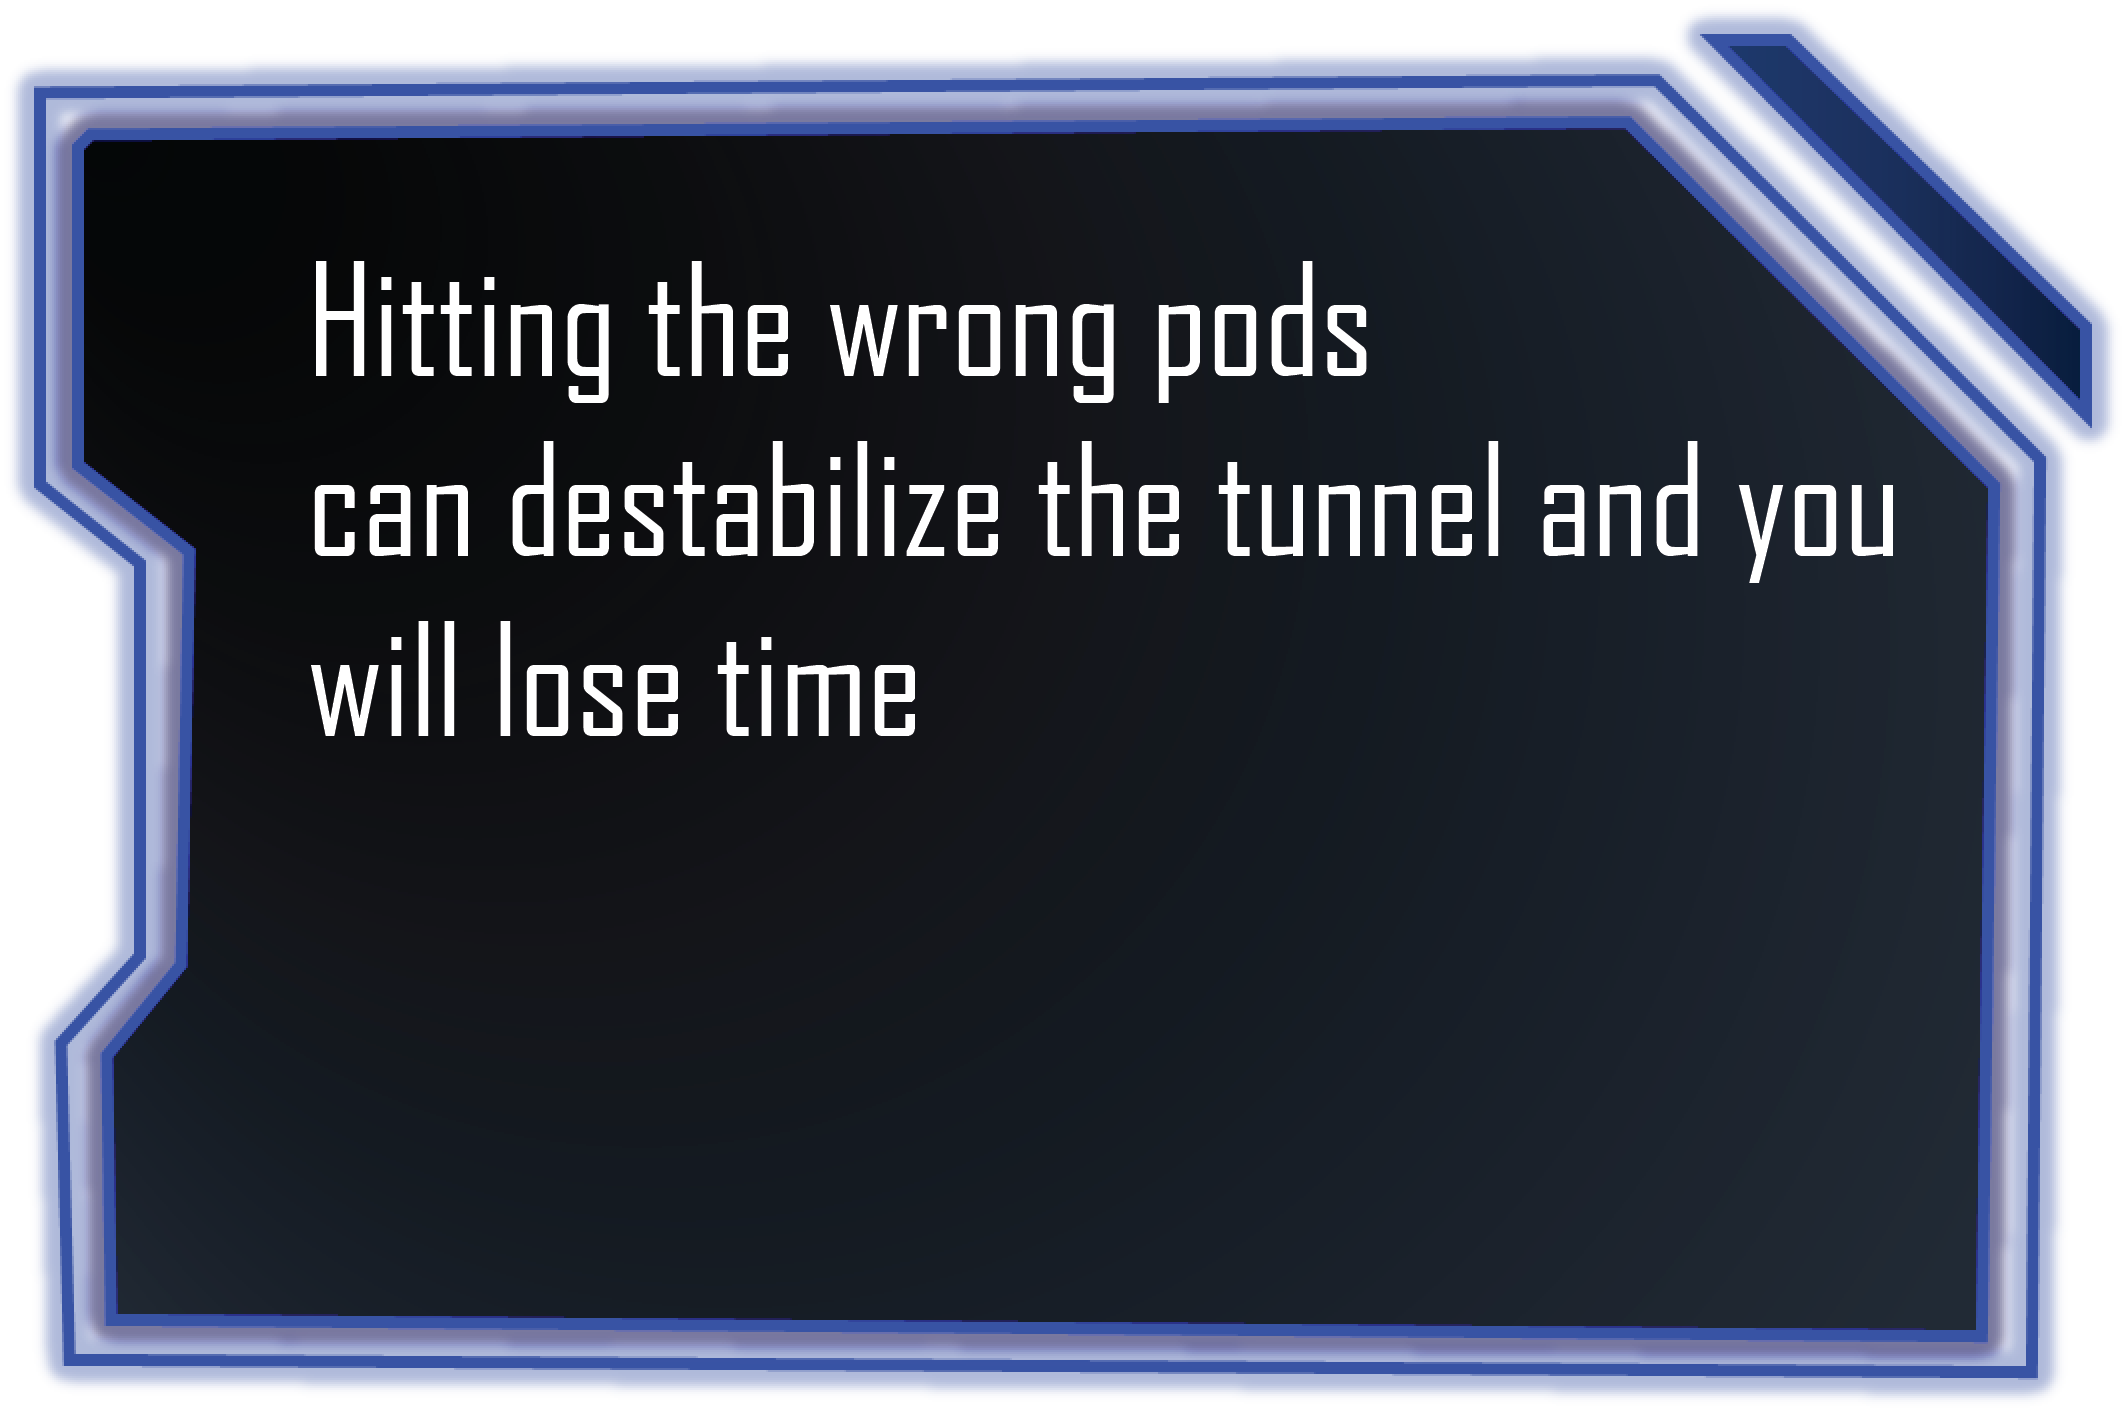 Hitting the wrong pods
can destabilize the tunnel and you
will lose time